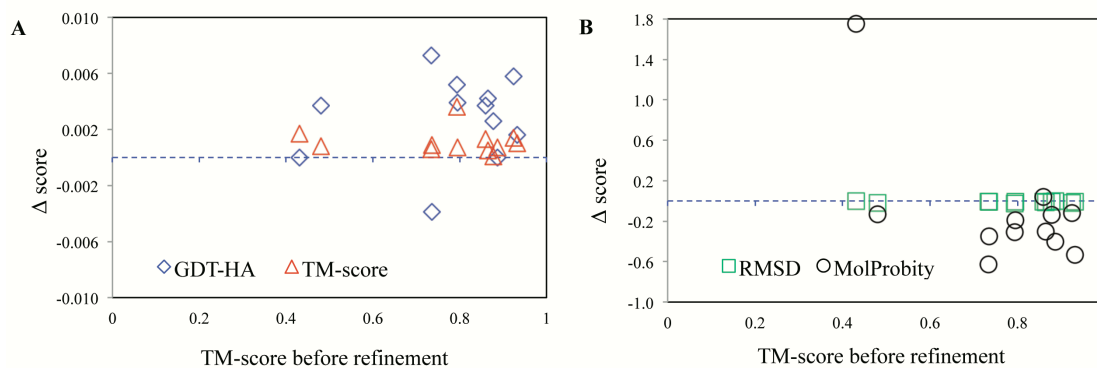 A
Δ score
0.010
0.006
0.002
-0.002
-0.006
-0.010
GDT-HA
TM-score
0
0.2
0.4
0.6
0.8
1
TM-score before refinement
B
Δ score
1.8
1.4
1.0
0.6
0.2
-0.2
-0.6
-1.0
RMSD
MolProbity
0
0.2
0.4
0.6
0.8
TM-score before refinement